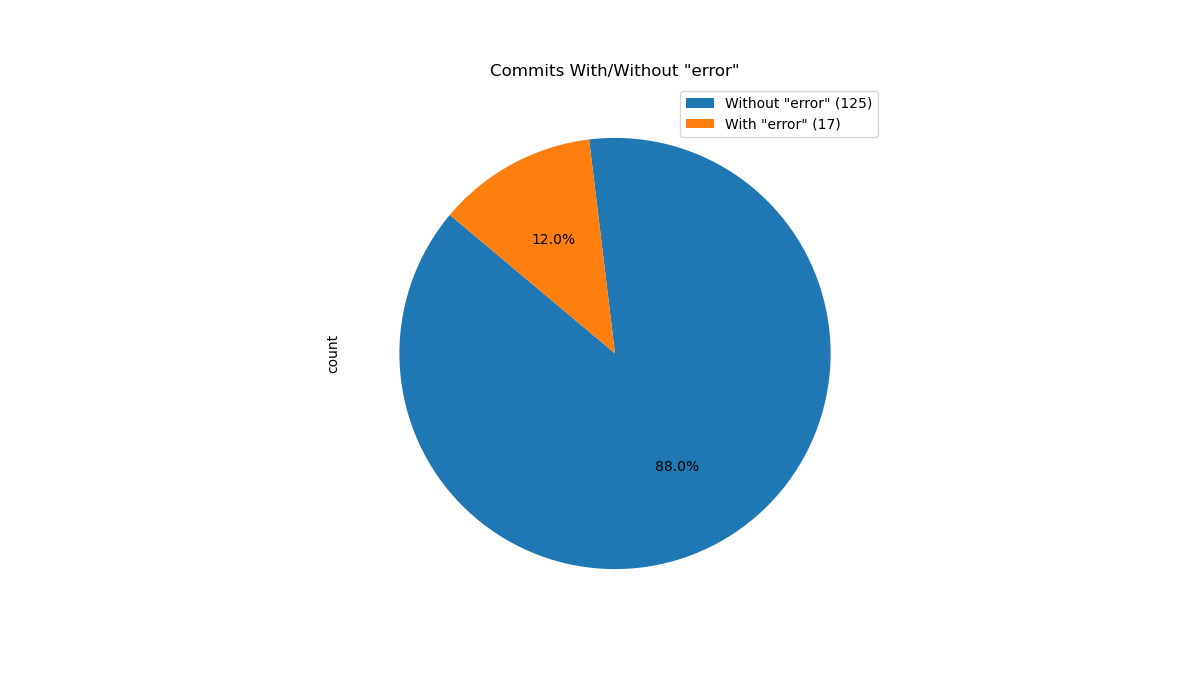 Commits With/Without "error"
Without "error" (125)
With "error" (17)
12.0%
count
88.0%